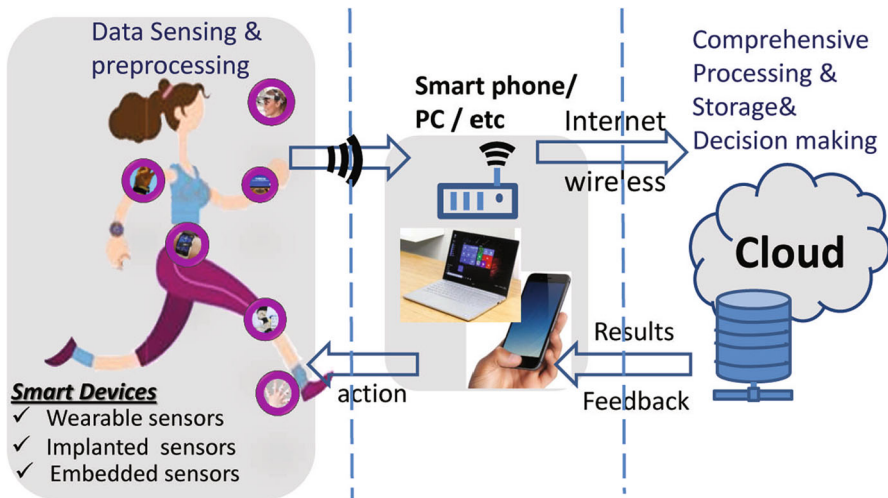 Data Sensing &
preprocessing
Smart Devices
✓ Wearable sensors
✓ Implanted sensors
✓ Embedded sensors
Smart phone/
PC / etc
Internet
wireless
action
Results
Feedback
Comprehensive
Processing &
Storage&
Decision making
Cloud